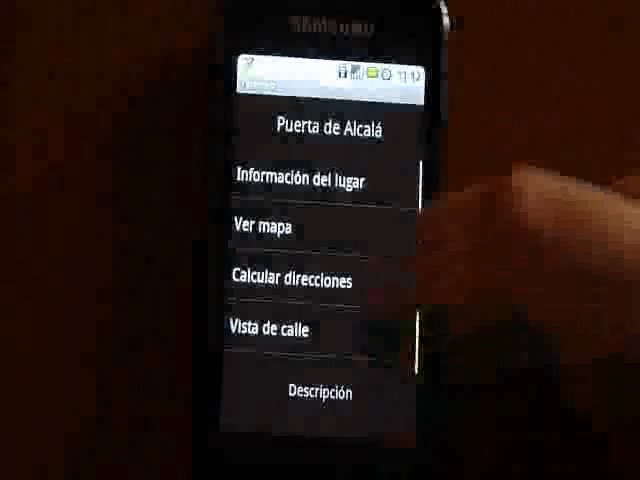 SAMSUNG
Puerta de Alcalá
Información del lugar
Ver mapa
Calcular direcciones
Vista de calle
Descripción